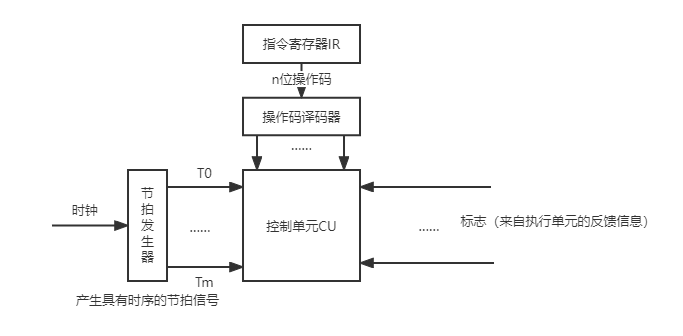 指令寄存器IR
n位操作码
操作码译码器
......
T0
节拍发生器
时钟
......
控制单元CU
......
标志（来自执行单元的反馈信息）
Tm
产生具有时序的节拍信号